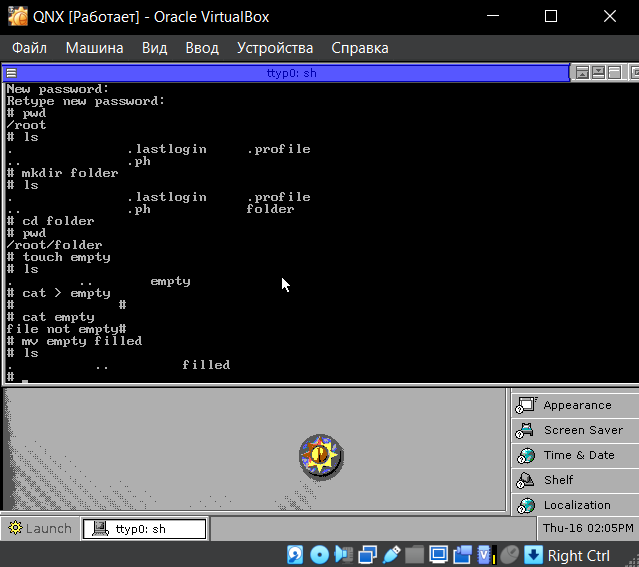 QNX [Работает] - Oracle VirtualBox
Файл Машина Вид Ввод Устройства Справка
ttyp0: sh
New password:
Retype new password:
# pwd
/root
# ls
. .lastlogin .profile
.. .ph
# mkdir folder
# ls
. .lastlogin .profile
.. .ph folder
# cd folder
# pwd
/root/folder
# touch empty
# ls
. .. empty
# cat > empty
# #
# cat empty
file not empty#
# mv empty filled
# ls
. .. filled
# _
Appearance
Screen Saver
Time & Date
Shelf
Localization
Launch ttyp0: sh Thu-16 02:05PM
Right Ctrl